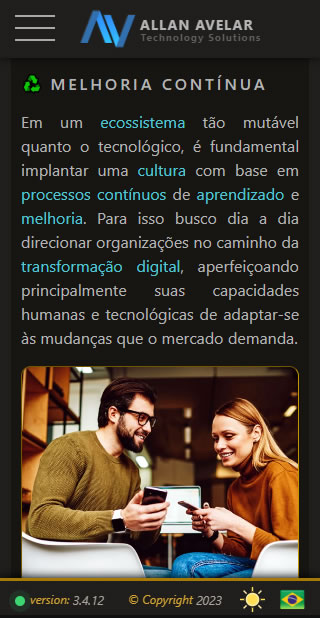 ALLAN AVELAR
Technology Solutions
MELHORIA CONTÍNUA
Em um ecossistema tão mutável
quanto o tecnológico, é fundamental
implantar uma cultura com base em
processos contínuos de aprendizado e
melhoria. Para isso busco dia a dia
direcionar organizações no caminho da
transformação digital, aperfeiçoando
principalmente suas capacidades
humanas e tecnológicas de adaptar-se
às mudanças que o mercado demanda.
version: 3.4.12 © Copyright 2023